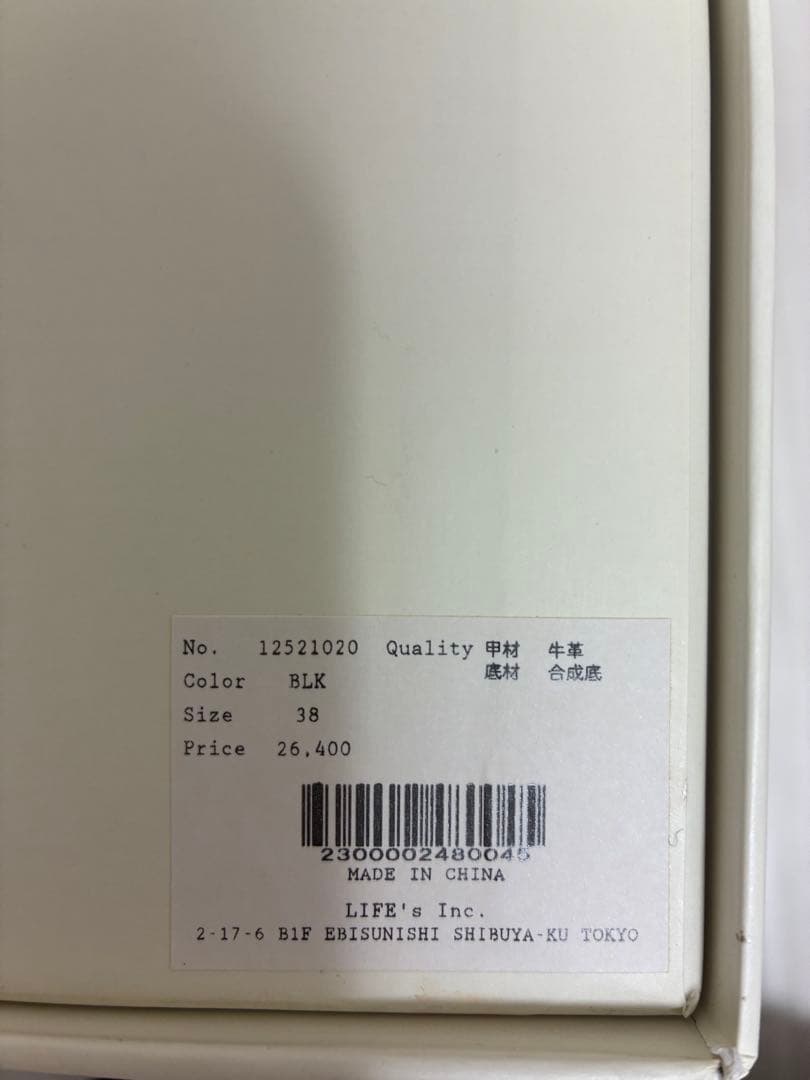 No. 12521020 Quality 甲材 牛革
底材 合成底
Color BLK
Size 38
Price 26,400
2300002480045
MADE IN CHINA
LIFE's Inc.
2-17-6 B1F EBISUNISHI SHIBUYA-KU TOKYO